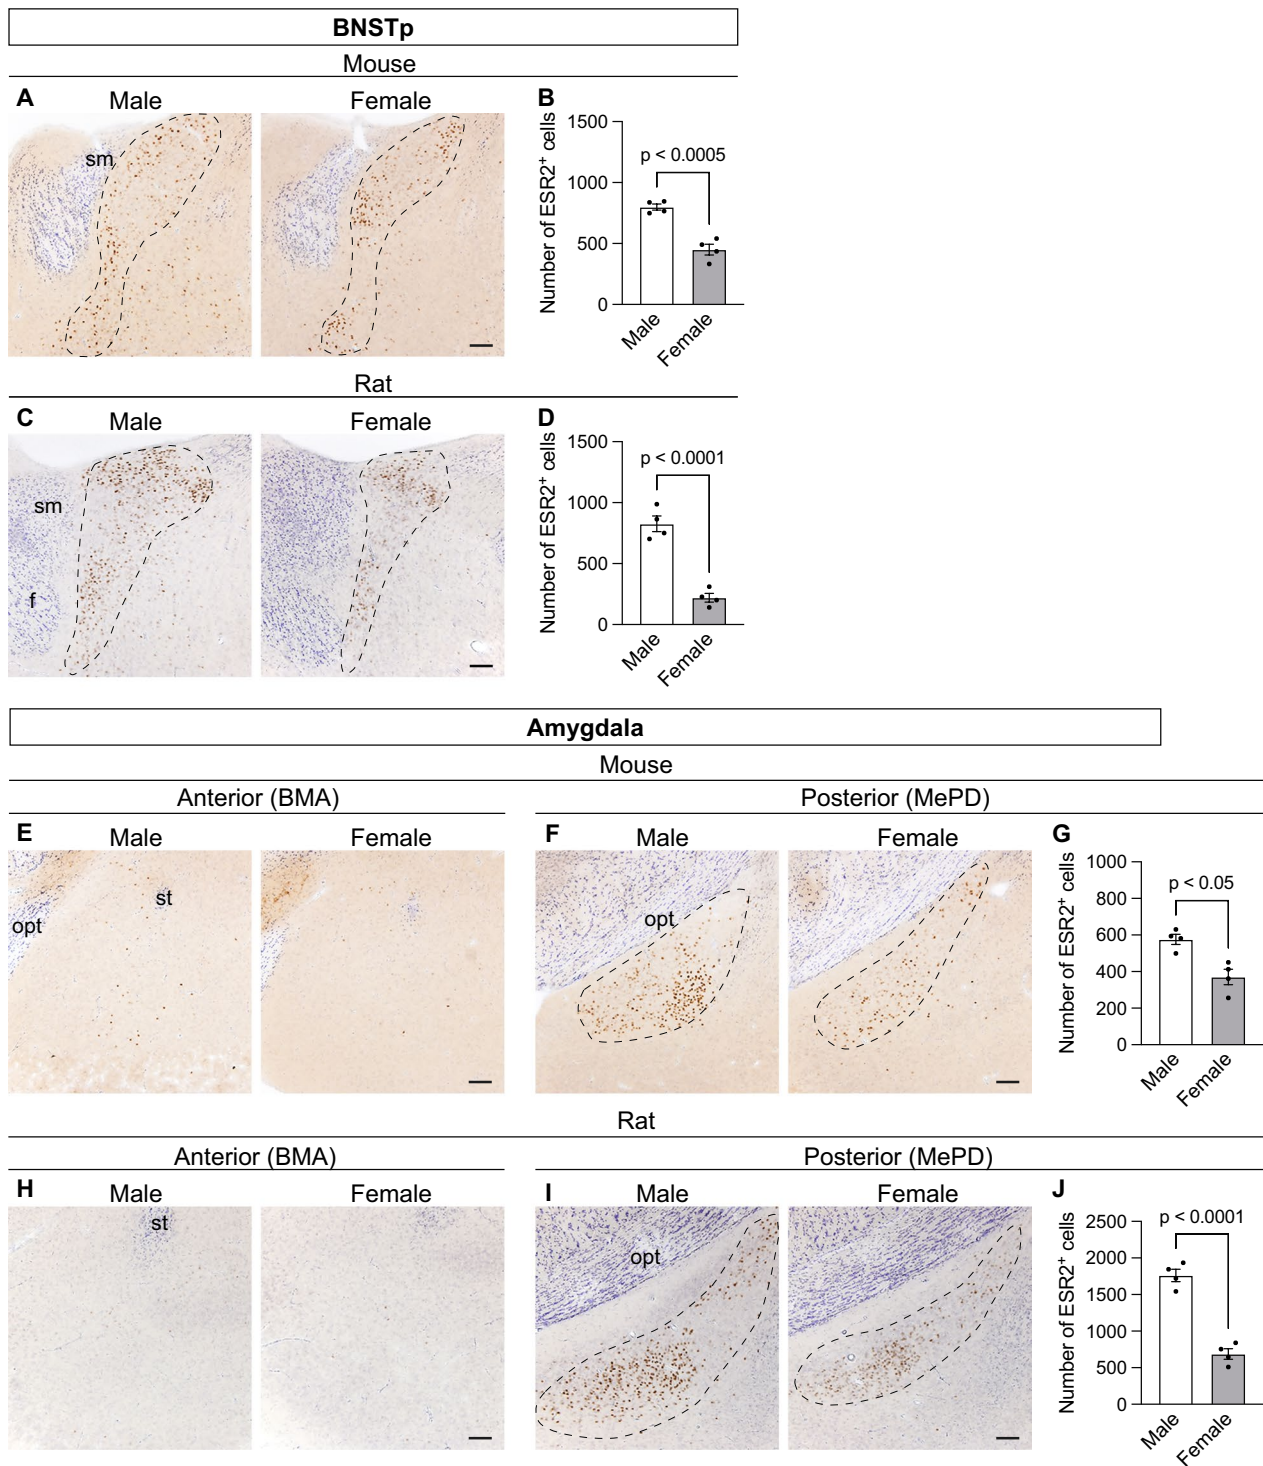 BNSTp
Mouse
A Male Female
sm
B
Number of ESR2+ cells
1500
1000
500
0
p < 0.0005
Male Female
Rat
C Male Female
sm
f
D
Number of ESR2+ cells
1500
1000
500
0
p < 0.0001
Male Female
Amygdala
Mouse
Anterior (BMA)
E Male Female
st
opt
Posterior (MePD)
F Male Female
opt
G
Number of ESR2+ cells
1000
800
600
400
200
0
p < 0.05
Male Female
Rat
Anterior (BMA)
H Male Female
st
Posterior (MePD)
I Male Female
opt
J
Number of ESR2+ cells
2500
2000
1500
1000
500
0
p < 0.0001
Male Female